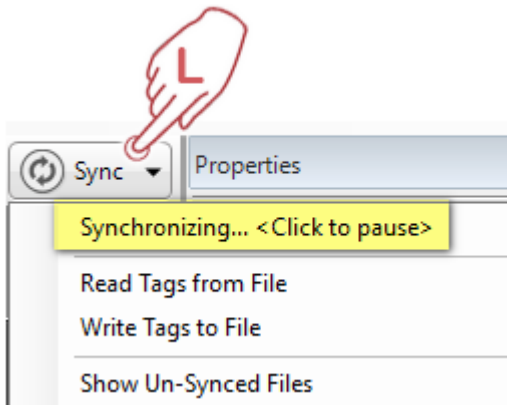 L
Sync
Properties
Synchronizing... <Click to pause>
Read Tags from File
Write Tags to File
Show Un-Synced Files